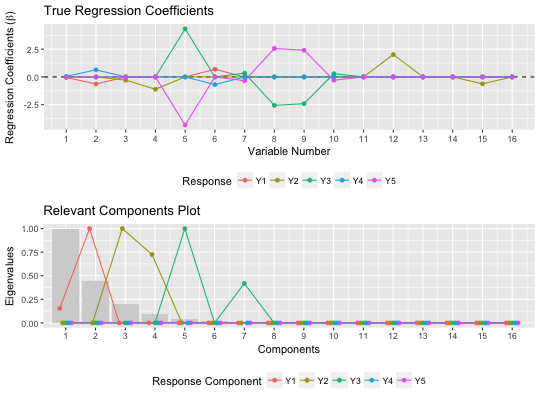 True Regression Coefficients
Regression Coefficients (β)
2.5
0.0
-2.5
1 2 3 4 5 6 7 8 9 10 11 12 13 14 15 16
Variable Number
Response Y1 Y2 Y3 Y4 Y5
Relevant Components Plot
Eigenvalues
1.00
0.75
0.50
0.25
0.00
1 2 3 4 5 6 7 8 9 10 11 12 13 14 15 16
Components
Response Component Y1 Y2 Y3 Y4 Y5